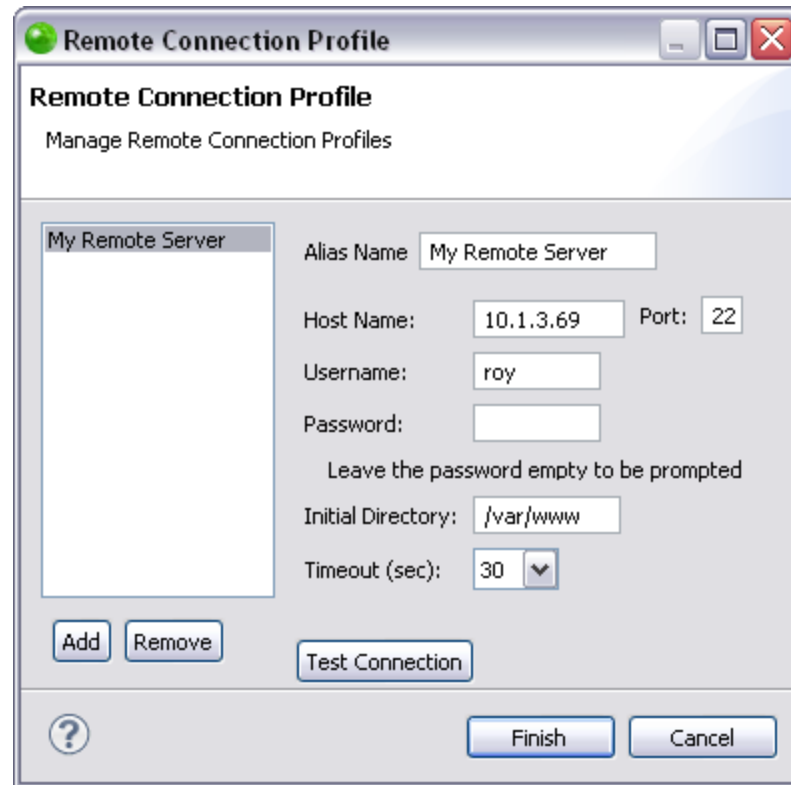 Remote Connection Profile
Remote Connection Profile
Manage Remote Connection Profiles
My Remote Server
Alias Name My Remote Server
Host Name: 10.1.3.69 Port: 22
Username: roy
Password:
Leave the password empty to be prompted
Initial Directory: /var/www
Timeout (sec): 30
Add Remove
Test Connection
? Finish Cancel